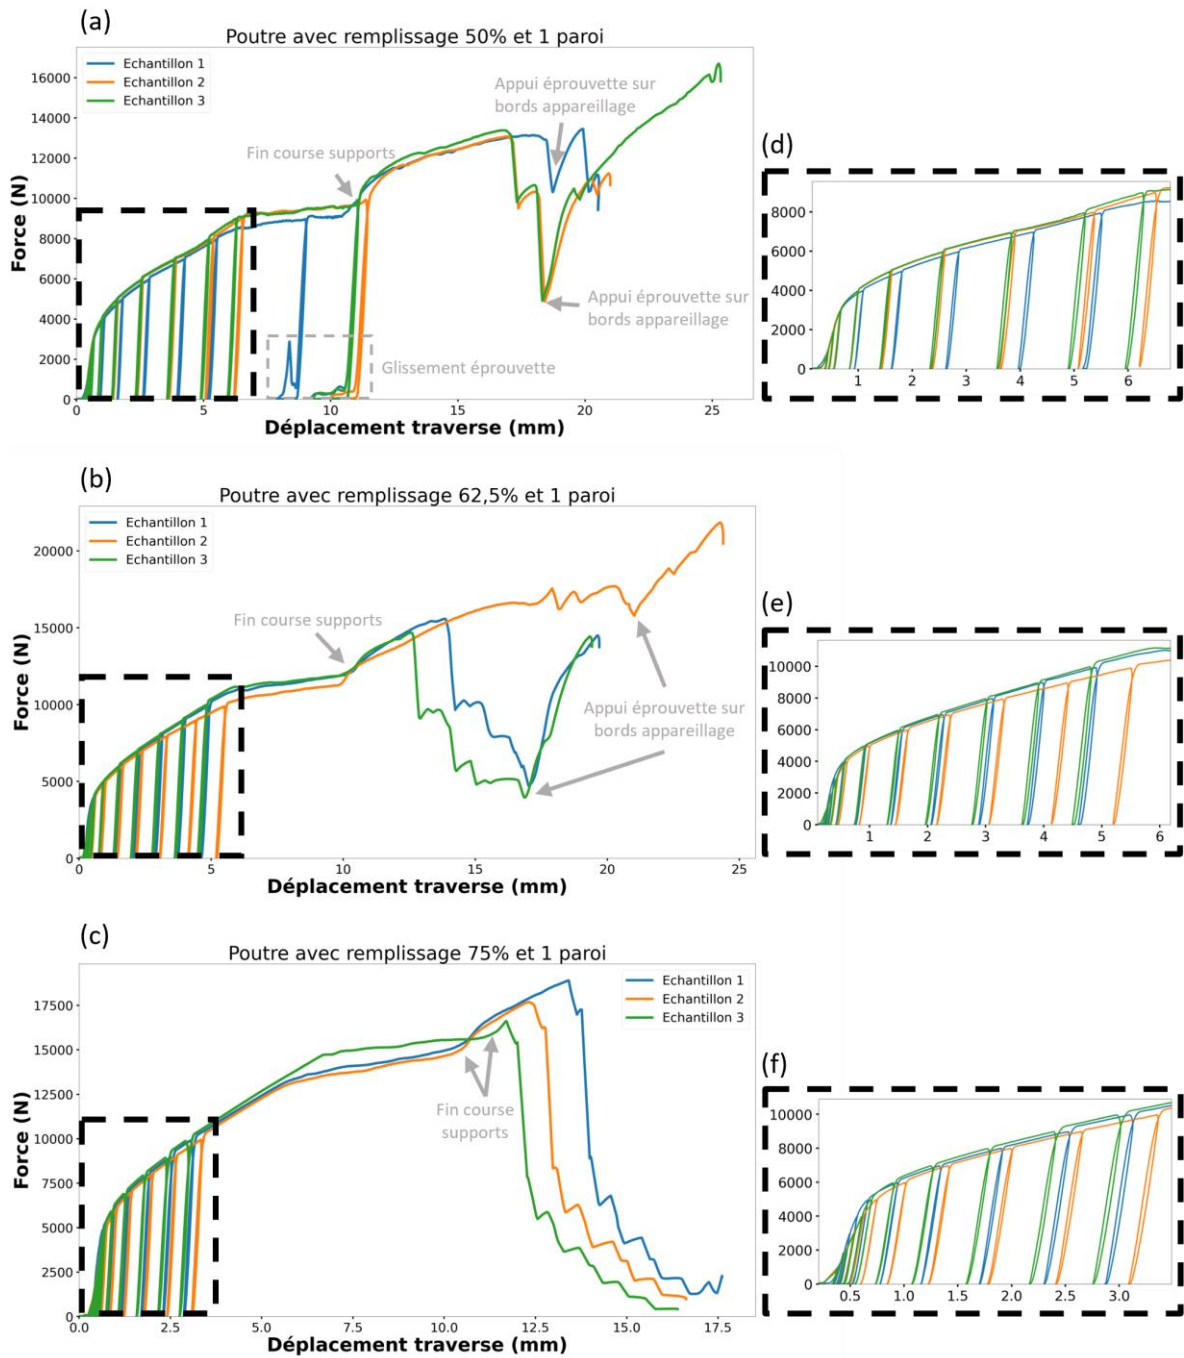 (a)
Poutre avec remplissage 50% et 1 paroi
Echantillon 1
Echantillon 2
Echantillon 3
Appui éprouvette sur
bords appareillage
Fin course supports
Appui éprouvette sur
bords appareillage
Glissement éprouvette
Force (N)
16000
14000
12000
10000
8000
6000
4000
2000
0
0 5 10 15 20 25
Déplacement traverse (mm)
(d)
8000
6000
4000
2000
0
1 2 3 4 5 6
(b)
Poutre avec remplissage 62,5% et 1 paroi
Echantillon 1
Echantillon 2
Echantillon 3
Fin course supports
Appui éprouvette sur
bords appareillage
Force (N)
20000
15000
10000
5000
0
0 5 10 15 20 25
Déplacement traverse (mm)
(e)
10000
8000
6000
4000
2000
0
1 2 3 4 5 6
(c)
Poutre avec remplissage 75% et 1 paroi
Echantillon 1
Echantillon 2
Echantillon 3
Fin course
supports
Force (N)
17500
15000
12500
10000
7500
5000
2500
0
0.0 2.5 5.0 7.5 10.0 12.5 15.0 17.5
Déplacement traverse (mm)
(f)
10000
8000
6000
4000
2000
0
0.5 1.0 1.5 2.0 2.5 3.0